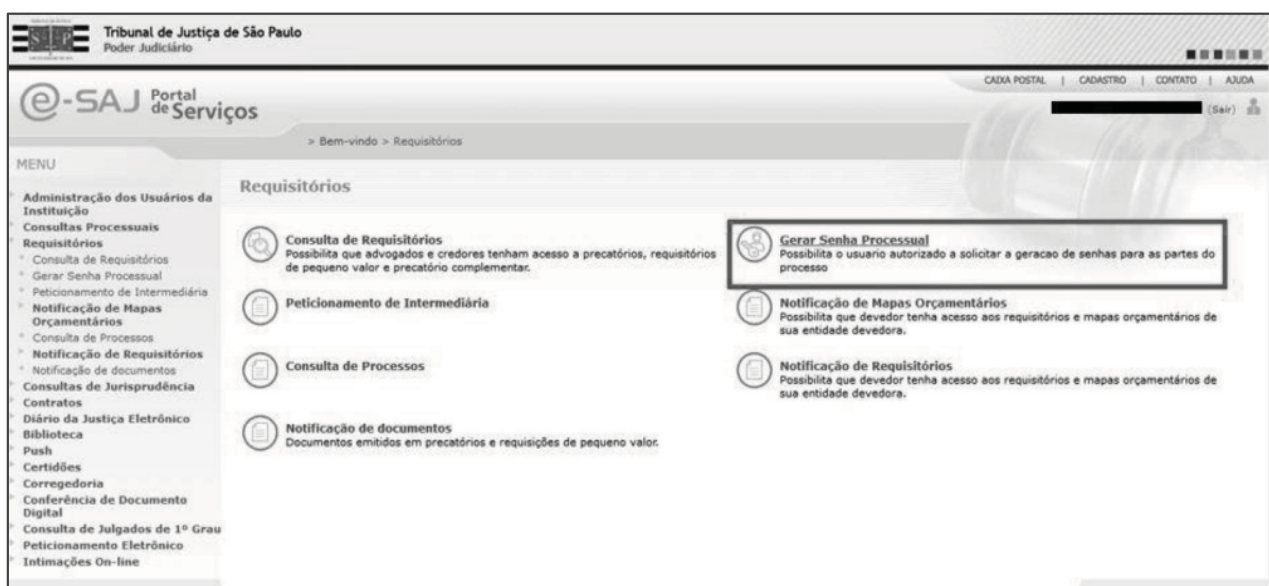 Tribunal de Justiça de São Paulo
Poder Judiciário
CAIXA POSTAL | CADASTRO | CONTATO | AJUDA
e-SAJ Portal de Serviços
(Sair)
> Bem-vindo > Requisitórios
MENU
Administração dos Usuários da
Instituição
Consultas Processuais
Requisitórios
Consulta de Requisitórios
Gerar Senha Processual
Peticionamento de Intermediária
Notificação de Mapas
Orçamentários
Consulta de Processos
Notificação de Requisitórios
Notificação de documentos
Consultas de Jurisprudência
Contratos
Diário da Justiça Eletrônico
Biblioteca
Push
Certidões
Corregedoria
Conferência de Documento
Digital
Consulta de Julgados de 1º Grau
Peticionamento Eletrônico
Intimações On-line
Requisitórios
Consulta de Requisitórios
Possibilita que advogados e credores tenham acesso a precatórios, requisitórios
de pequeno valor e precatório complementar.
Gerar Senha Processual
Possibilita o usuario autorizado a solicitar a geracao de senhas para as partes do
processo
Peticionamento de Intermediária
Notificação de Mapas Orçamentários
Possibilita que devedor tenha acesso aos requisitórios e mapas orçamentários de
sua entidade devedora.
Consulta de Processos
Notificação de Requisitórios
Possibilita que devedor tenha acesso aos requisitórios e mapas orçamentários de
sua entidade devedora.
Notificação de documentos
Documentos emitidos em precatórios e requisições de pequeno valor.